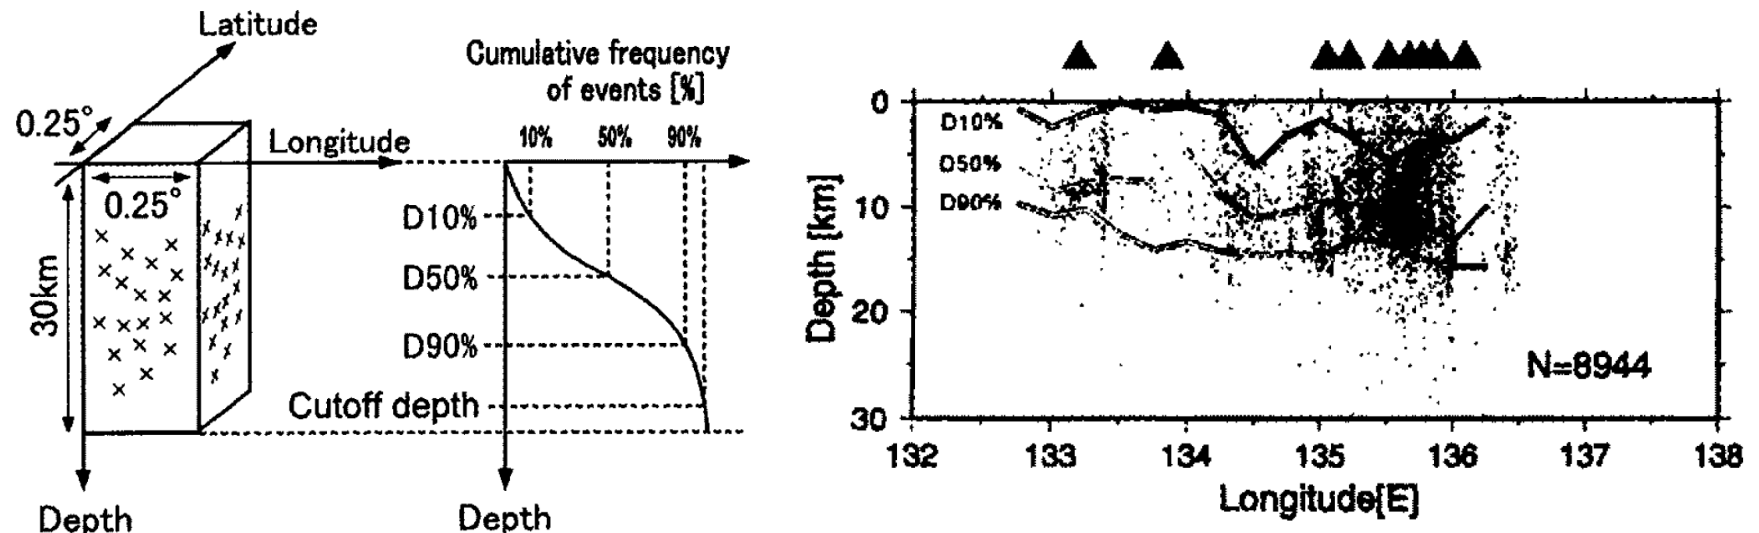 Latitude
0.25°
Longitude
0.25°
30km
Depth
Cumulative frequency
of events [%]
10% 50% 90%
D10%
D50%
D90%
Cutoff depth
Depth
0
D10%
D50%
D90%
10
20
30
Depth [km]
N=8944
132 133 134 135 136 137 138
Longitude[E]